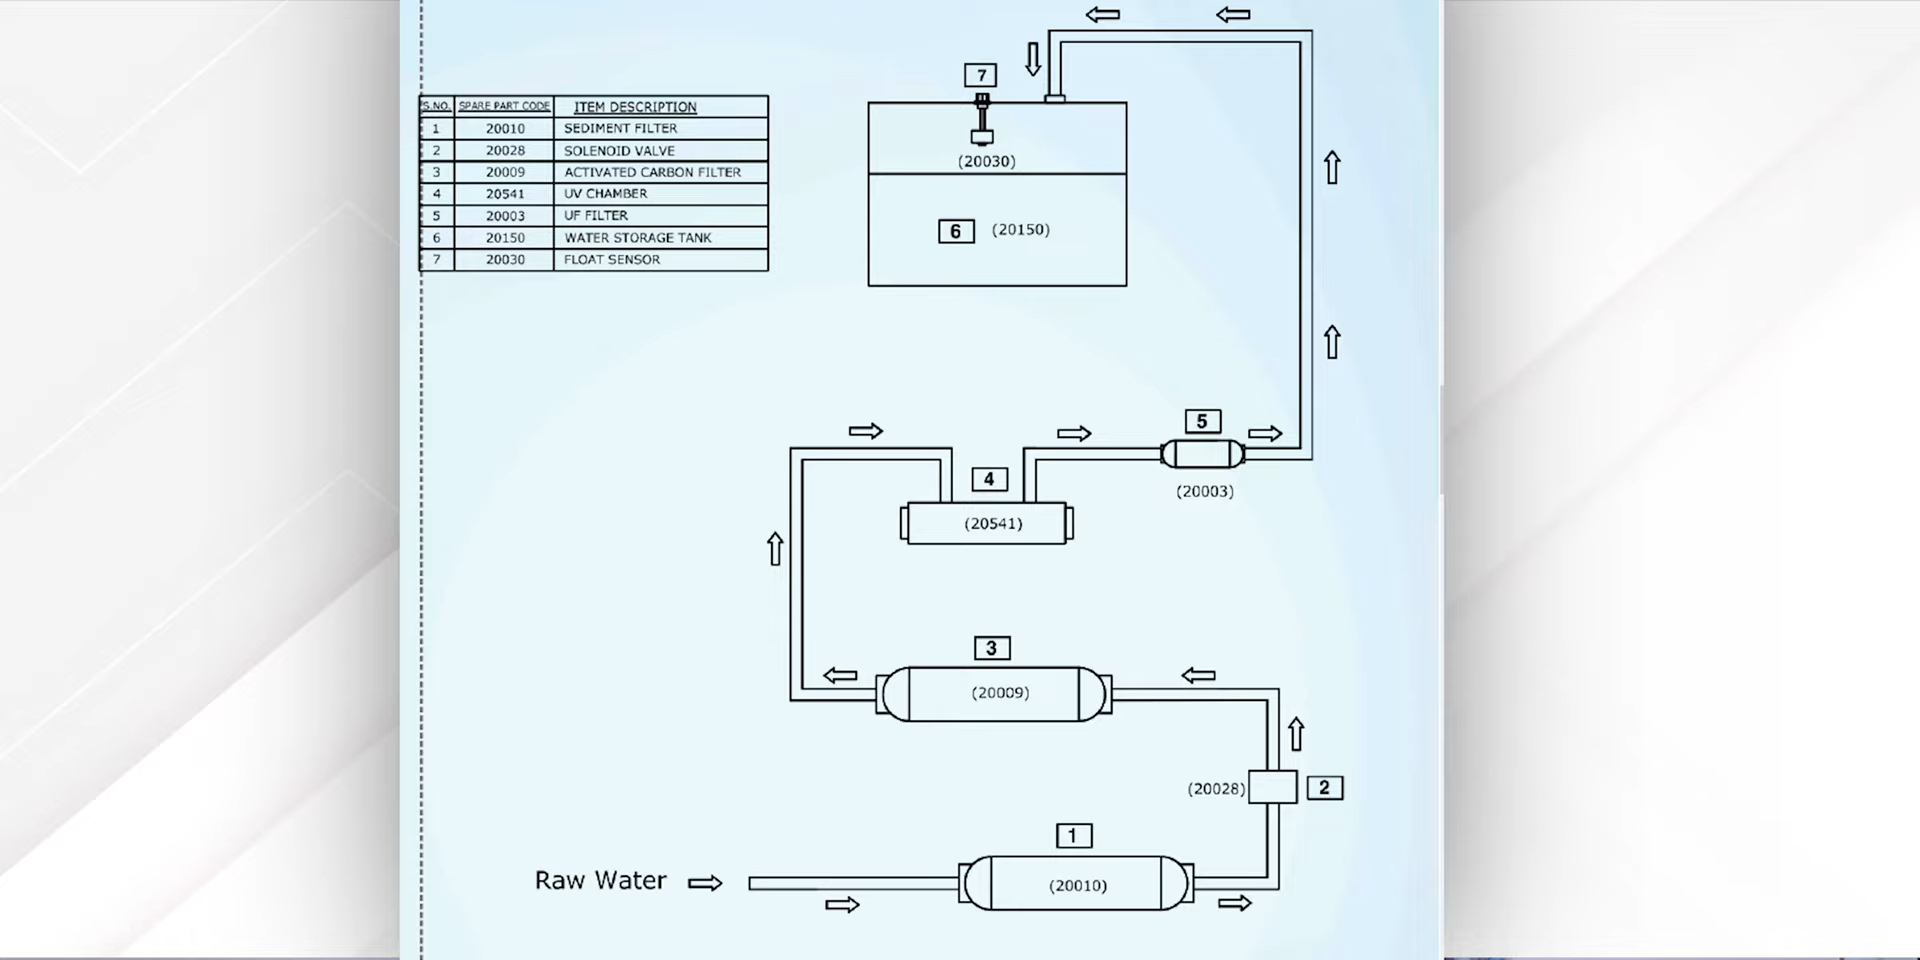 S.NO. SPARE PART CODE ITEM DESCRIPTION
1 20010 SEDIMENT FILTER
2 20028 SOLENOID VALVE
3 20009 ACTIVATED CARBON FILTER
4 20541 UV CHAMBER
5 20003 UF FILTER
6 20150 WATER STORAGE TANK
7 20030 FLOAT SENSOR
7
(20030)
6 (20150)
5
(20003)
4
(20541)
3
(20009)
(20028) 2
1
(20010)
Raw Water